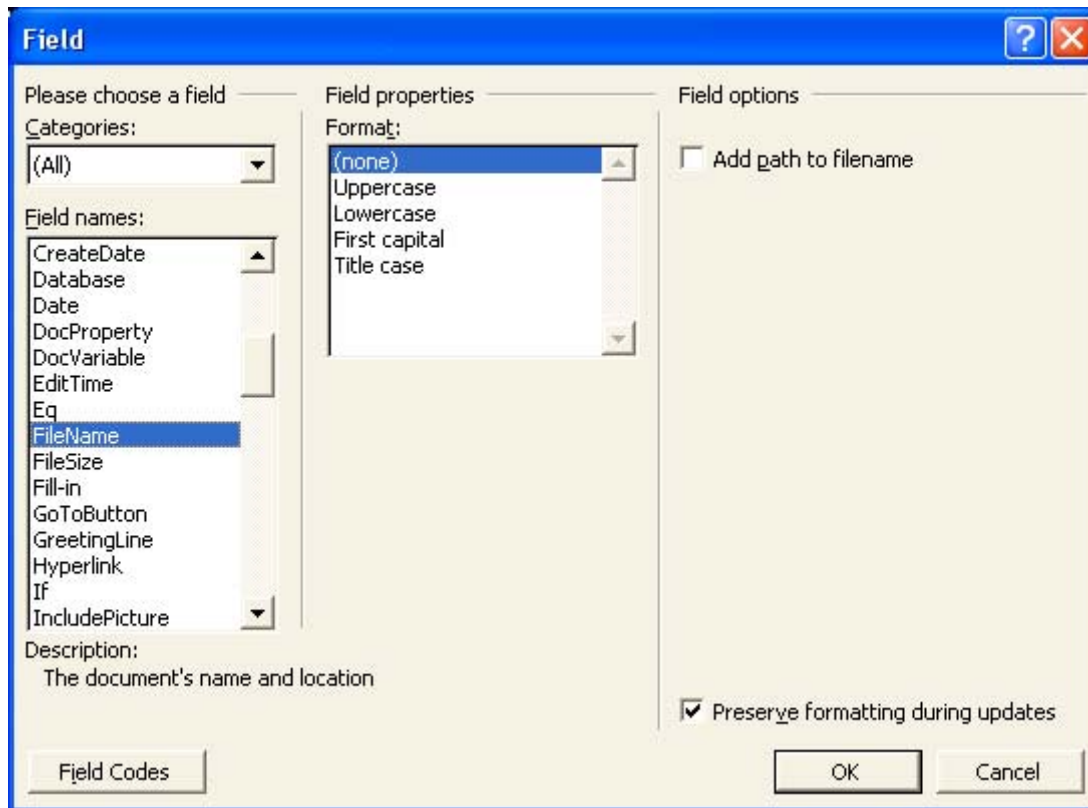 Field
Please choose a field
Categories:
(All)
Field names:
CreateDate
Database
Date
DocProperty
DocVariable
EditTime
Eq
FileName
FileSize
Fill-in
GoToButton
GreetingLine
Hyperlink
If
IncludePicture
Field properties
Format:
(none)
Uppercase
Lowercase
First capital
Title case
Field options
Add path to filename
Description:
The document's name and location
Preserve formatting during updates
Field Codes
OK
Cancel